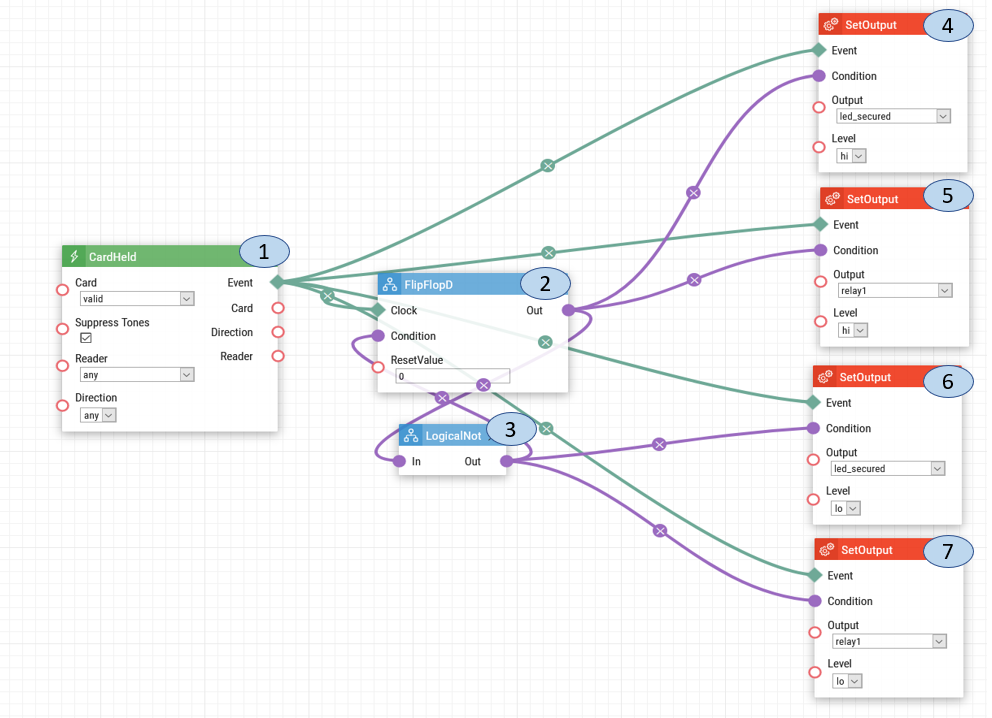 CardHeld
1
Card
valid
Suppress Tones
Reader
any
Direction
any
Event
Card
Direction
Reader
FlipFlopD
2
Clock
Out
Condition
ResetValue
0
LogicalNot
3
In
Out
SetOutput
4
Event
Condition
Output
led_secured
Level
hi
SetOutput
5
Event
Condition
Output
relay1
Level
hi
SetOutput
6
Event
Condition
Output
led_secured
Level
lo
SetOutput
7
Event
Condition
Output
relay1
Level
lo